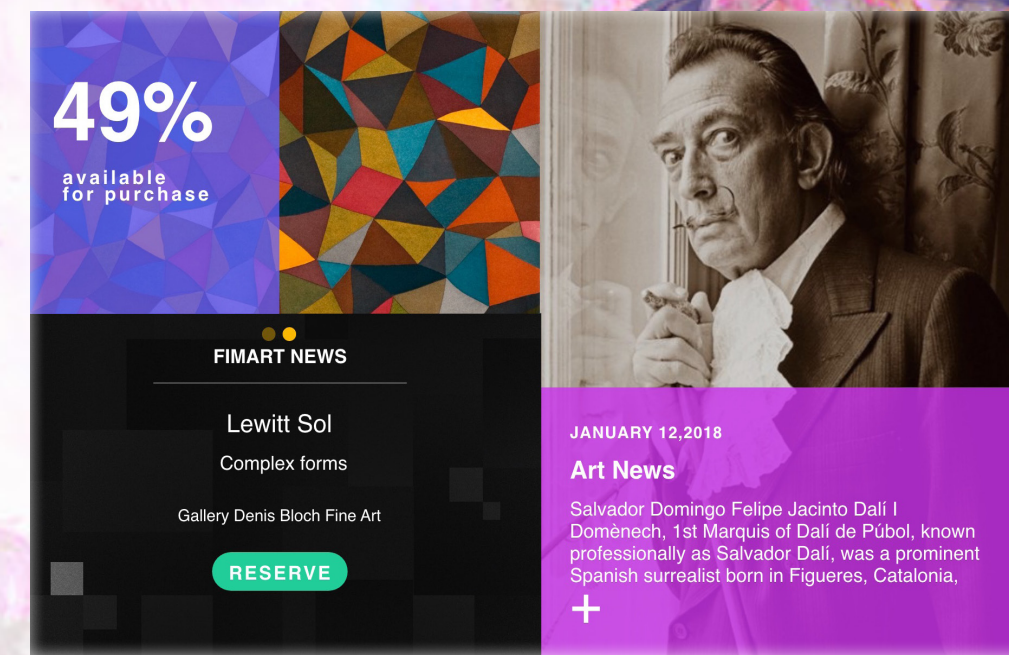 49%
available
for purchase
FIMART NEWS
Lewitt Sol
Complex forms
Gallery Denis Bloch Fine Art
RESERVE
JANUARY 12,2018
Art News
Salvador Domingo Felipe Jacinto Dalí I
Domènech, 1st Marquis of Dalí de Púbol, known
professionally as Salvador Dalí, was a prominent
Spanish surrealist born in Figueres, Catalonia,
+